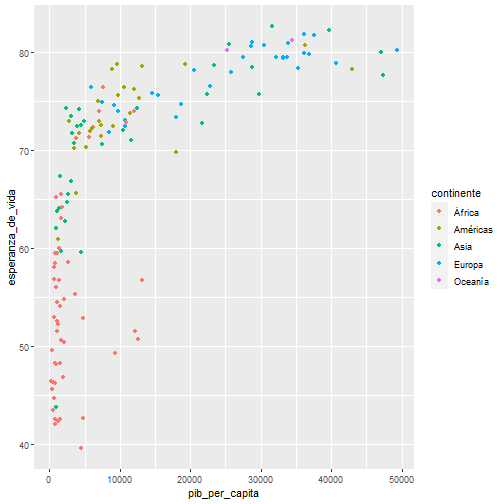 80
70
60
50
40
esperanza_de_vida
0
10000
20000
30000
40000
50000
pib_per_capita
continente
África
Américas
Asia
Europa
Oceanía